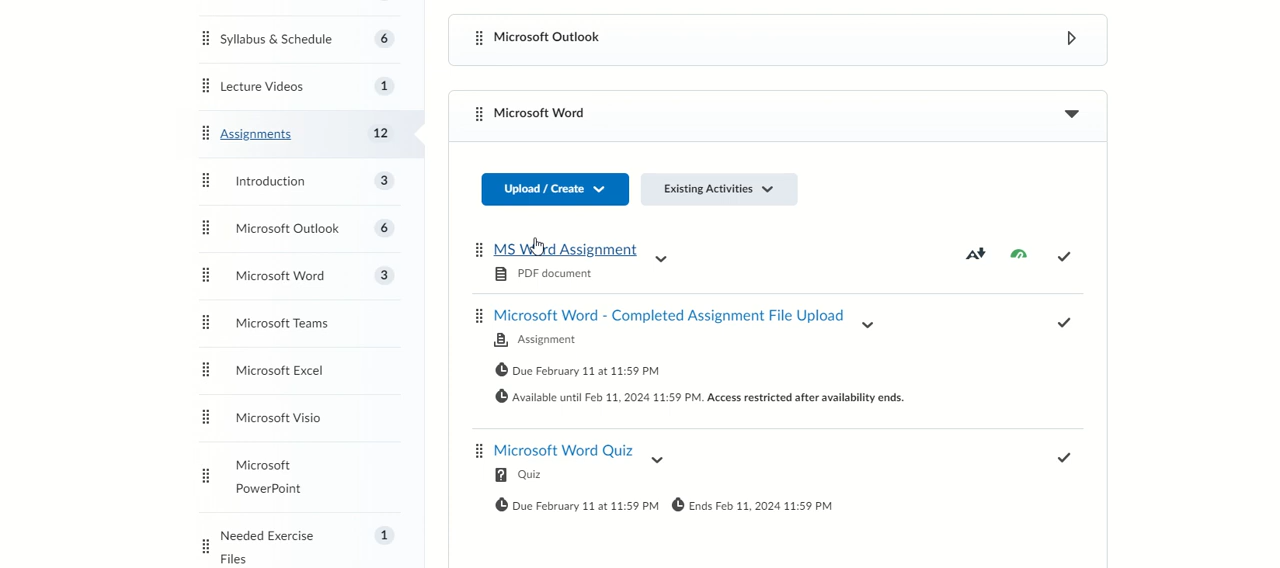 Syllabus & Schedule 6
Lecture Videos 1
Assignments 12
Introduction 3
Microsoft Outlook 6
Microsoft Word 3
Microsoft Teams
Microsoft Excel
Microsoft Visio
Microsoft
PowerPoint
Needed Exercise 1
Files
Microsoft Outlook
Microsoft Word
Upload / Create
Existing Activities
MS Word Assignment
PDF document
Microsoft Word - Completed Assignment File Upload
Assignment
Due February 11 at 11:59 PM
Available until Feb 11, 2024 11:59 PM. Access restricted after availability ends.
Microsoft Word Quiz
Quiz
Due February 11 at 11:59 PM Ends Feb 11, 2024 11:59 PM